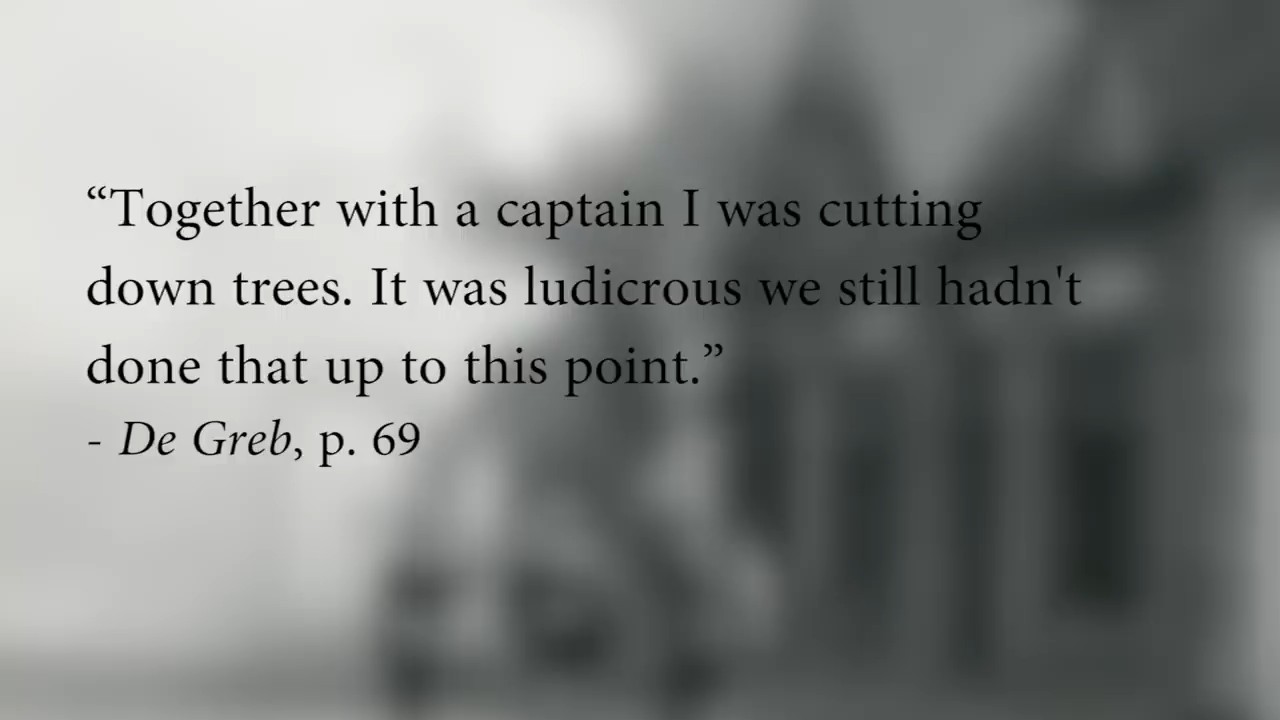 “Together with a captain I was cutting
down trees. It was ludicrous we still hadn't
done that up to this point.”
- De Greb, p. 69